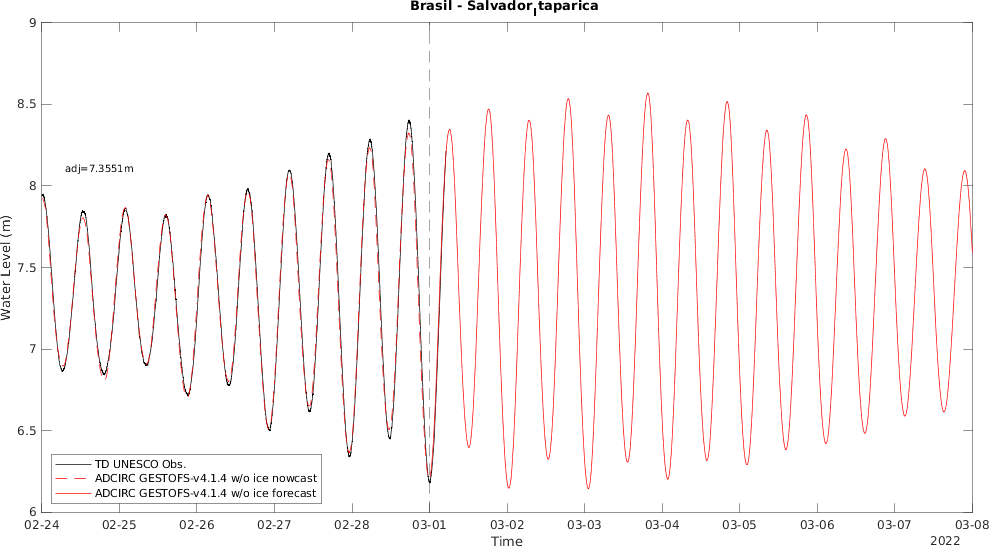 Brasil - Salvador_Itaparica
9
8.5
8
7.5
7
6.5
6
Water Level (m)
adj=7.3551m
TD UNESCO Obs.
ADCIRC GESTOFS-v4.1.4 w/o ice nowcast
ADCIRC GESTOFS-v4.1.4 w/o ice forecast
02-24 02-25 02-26 02-27 02-28 03-01 03-02 03-03 03-04 03-05 03-06 03-07 03-08
Time
2022